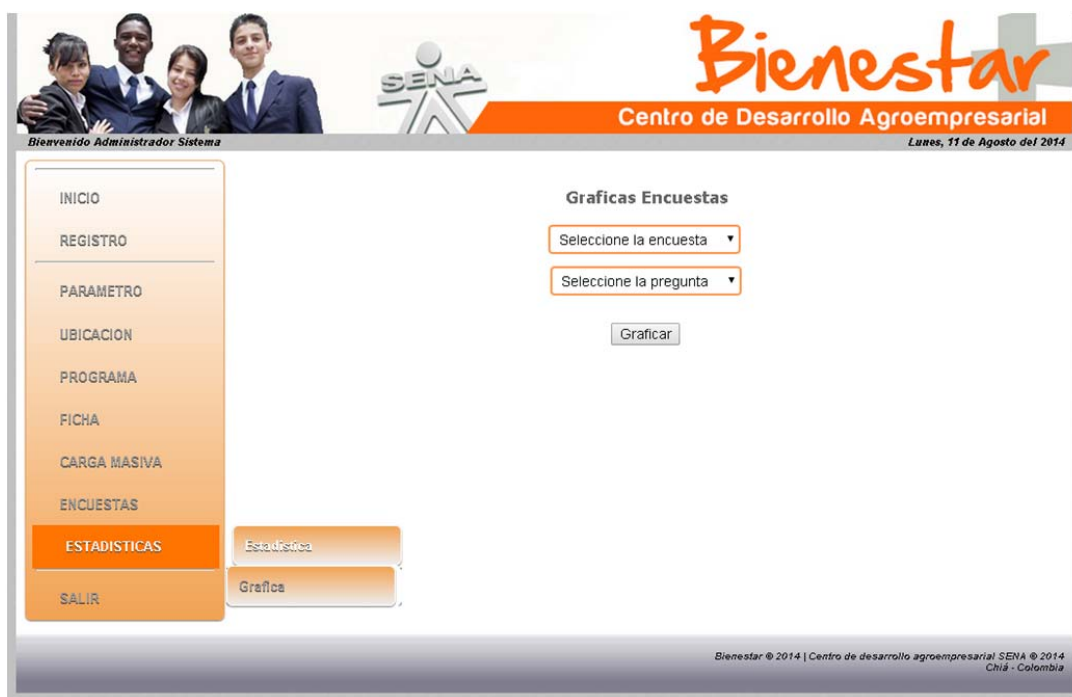 SENA
Bienestar
Centro de Desarrollo Agroempresarial
Bienvenido Administrador Sistema
Lunes, 11 de Agosto del 2014
INICIO
REGISTRO
PARAMETRO
UBICACION
PROGRAMA
FICHA
CARGA MASIVA
ENCUESTAS
ESTADISTICAS
Estadistica
Grafica
SALIR
Graficas Encuestas
Seleccione la encuesta
Seleccione la pregunta
Graficar
Bienestar ® 2014 | Centro de desarrollo agroempresarial SENA ® 2014
Chiá - Colombia